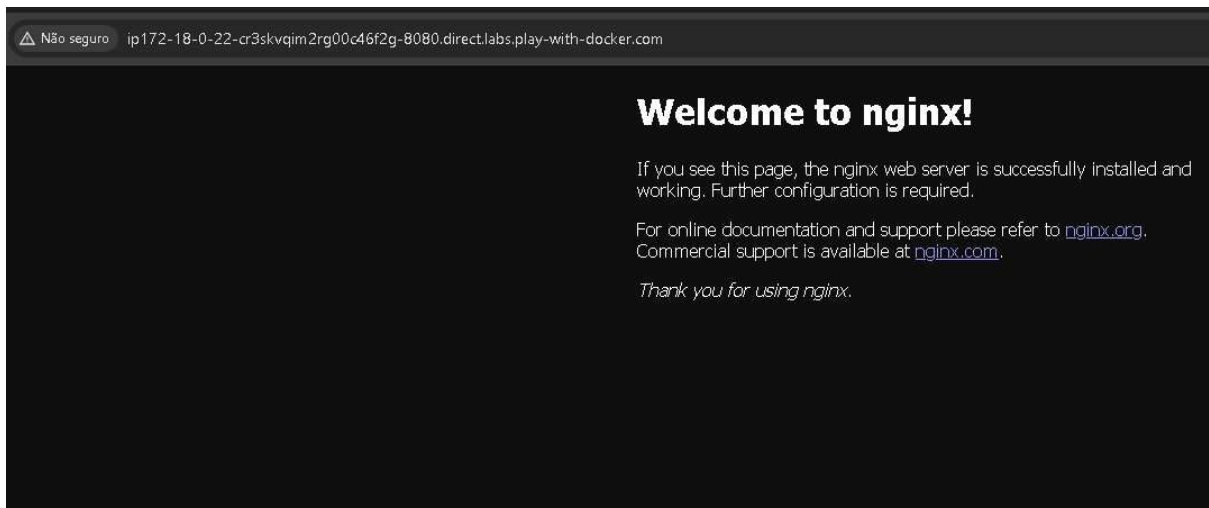 Não seguro ip172-18-0-22-cr3skvqim2rg00c46f2g-8080.direct.labs.play-with-docker.com
Welcome to nginx!
If you see this page, the nginx web server is successfully installed and
working. Further configuration is required.
For online documentation and support please refer to nginx.org.
Commercial support is available at nginx.com.
Thank you for using nginx.